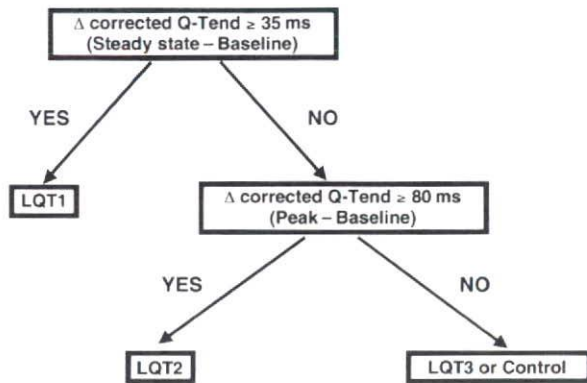 Δ corrected Q-Tend ≥ 35 ms
(Steady state – Baseline)
YES
NO
LQT1
Δ corrected Q-Tend ≥ 80 ms
(Peak – Baseline)
YES
NO
LQT2
LQT3 or Control